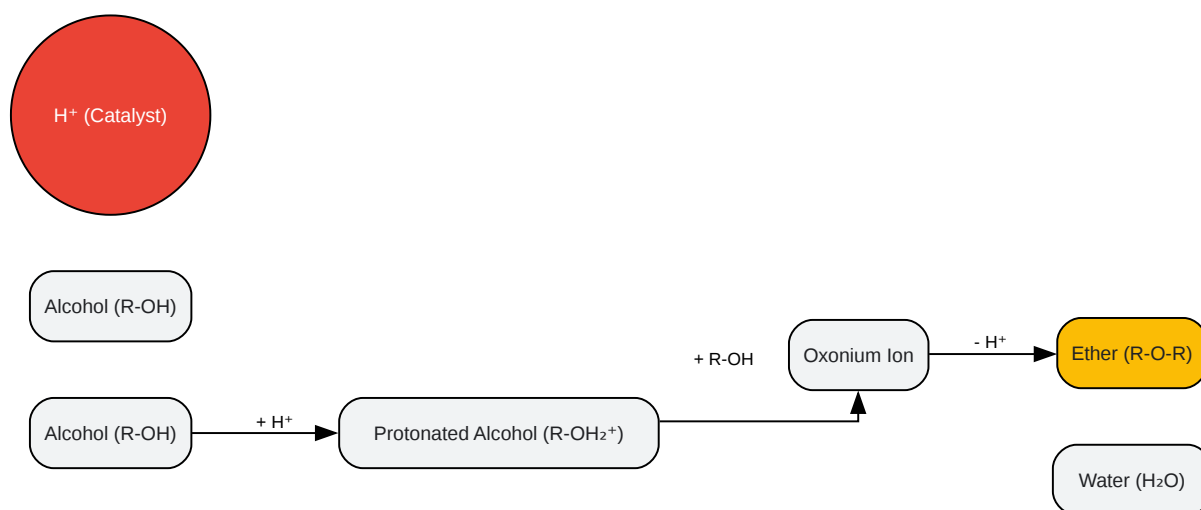 H⁺ (Catalyst)
Alcohol (R-OH)
Alcohol (R-OH)
+ H⁺
Protonated Alcohol (R-OH₂⁺)
+ R-OH
Oxonium Ion
- H⁺
Ether (R-O-R)
Water (H₂O)